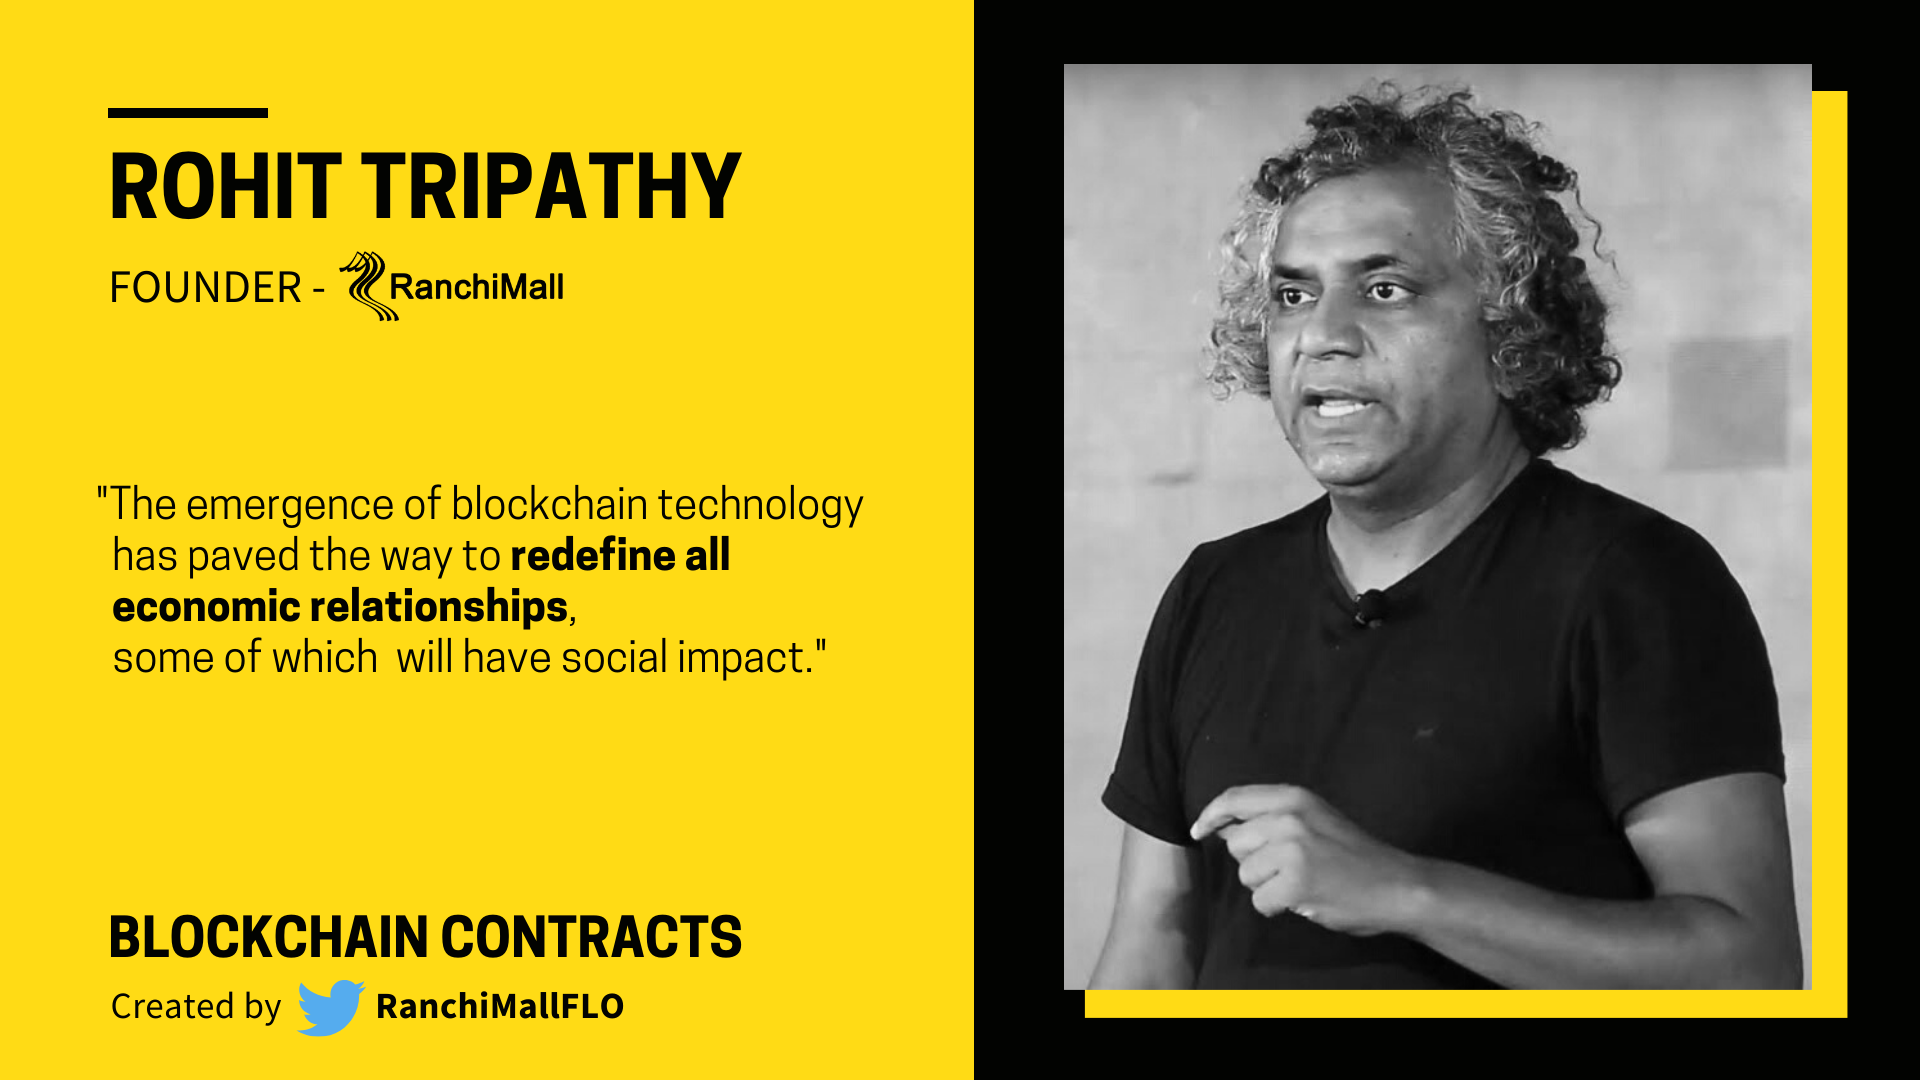 ROHIT TRIPATHY
FOUNDER - RanchiMall
"The emergence of blockchain technology
has paved the way to redefine all
economic relationships,
some of which  will have social impact."
BLOCKCHAIN CONTRACTS
Created by RanchiMallFLO